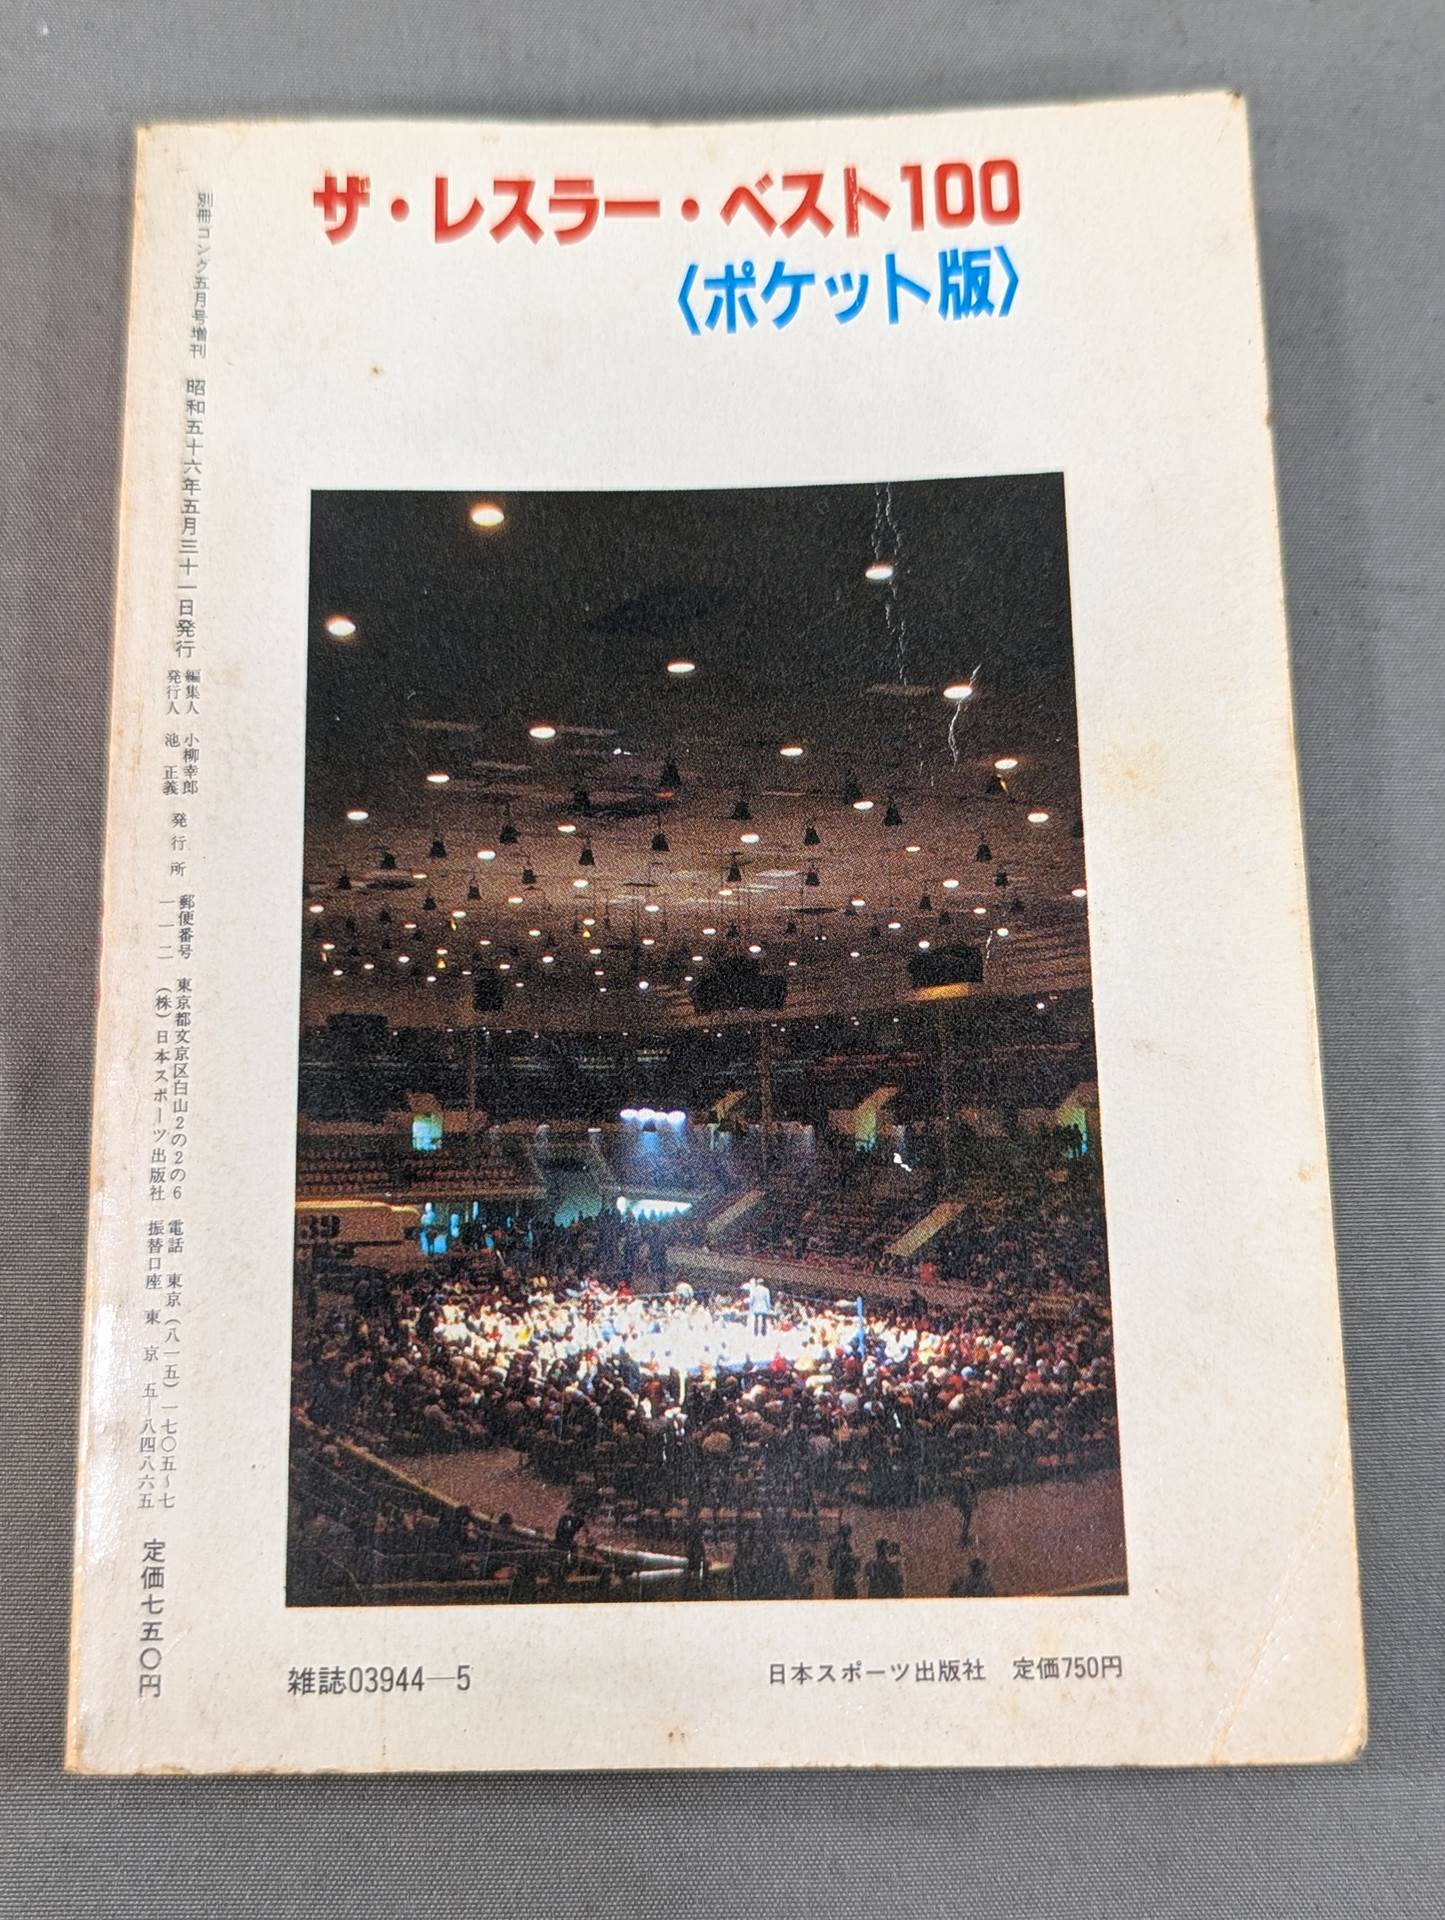 ザ・レスラー・ベスト100
〈ポケット版〉
別冊ゴング五月号増刊 昭和五十六年五月三十一日発行
編集人 小柳幸郎
発行人 池 正義
発行所
郵便番号 東京都文京区白山2の2の6 電話 東京(八一五)一七〇五~七
一一二 (株)日本スポーツ出版社 振替口座 東京 五―八四八六五
定価七五〇円
39
雑誌03944―5
日本スポーツ出版社 定価750円